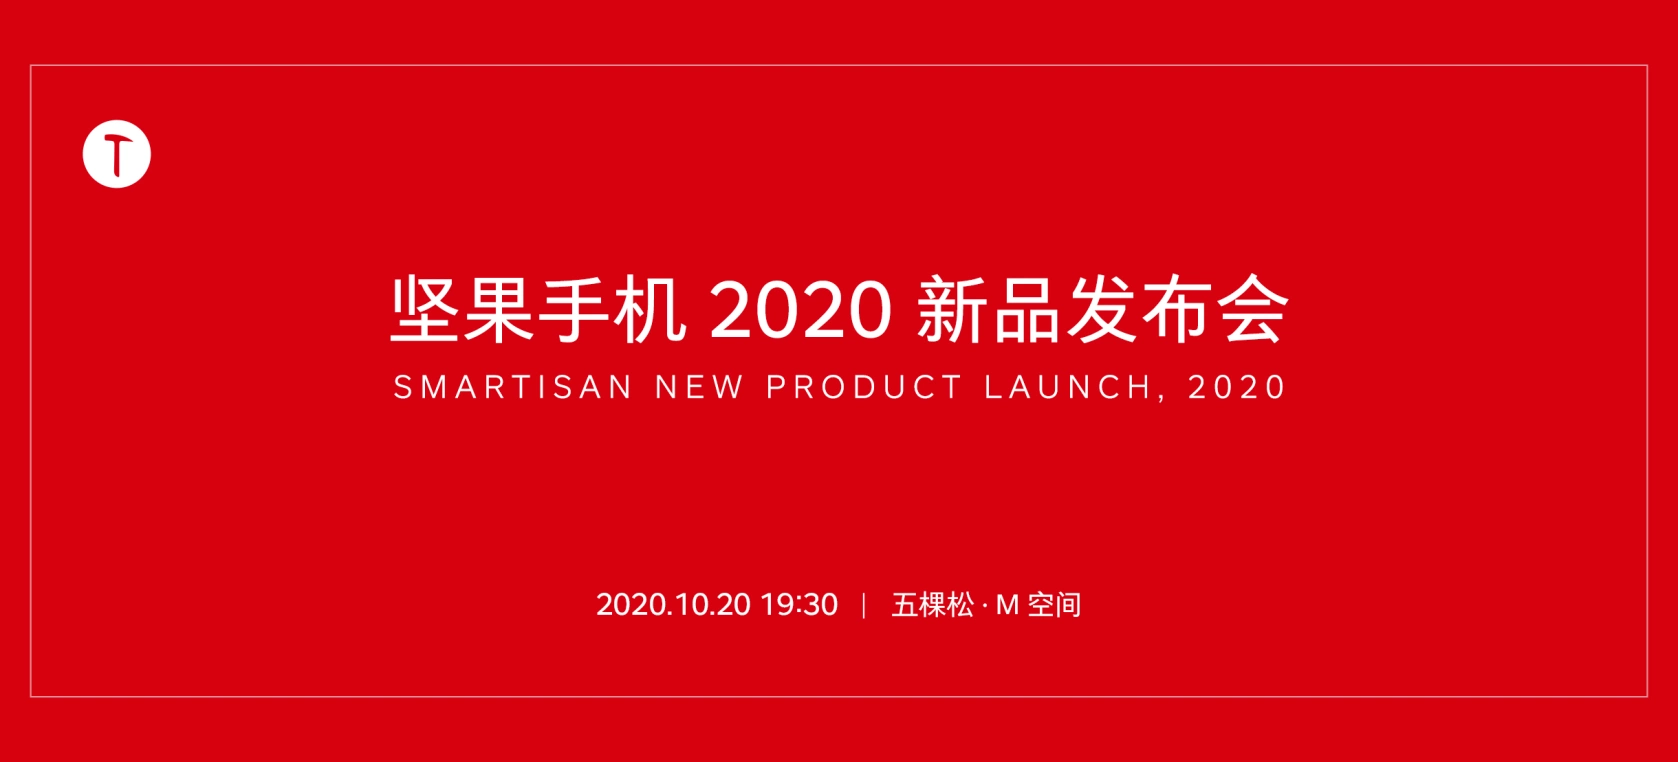 坚果手机 2020 新品发布会
SMARTISAN NEW PRODUCT LAUNCH, 2020
2020.10.20 19:30 | 五棵松 · M 空间